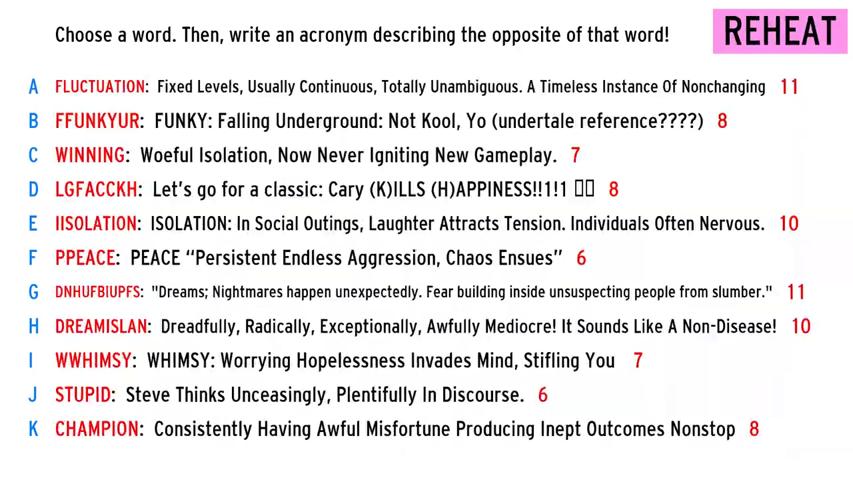 Choose a word. Then, write an acronym describing the opposite of that word!
REHEAT
A FLUCTUATION: Fixed Levels, Usually Continuous, Totally Unambiguous. A Timeless Instance Of Nonchanging 11
B FFUNKYUR: FUNKY: Falling Underground: Not Kool, Yo (undertale reference????) 8
C WINNING: Woeful Isolation, Now Never Igniting New Gameplay. 7
D LGFACCKH: Let's go for a classic: Cary (K)ILLS (H)APPINESS!!1!1 8
E IISOLATION: ISOLATION: In Social Outings, Laughter Attracts Tension. Individuals Often Nervous. 10
F PPEACE: PEACE “Persistent Endless Aggression, Chaos Ensues” 6
G DNHUFBIUPFS: "Dreams; Nightmares happen unexpectedly. Fear building inside unsuspecting people from slumber." 11
H DREAMISLAN: Dreadfully, Radically, Exceptionally, Awfully Mediocre! It Sounds Like A Non-Disease! 10
I WWHIMSY: WHIMSY: Worrying Hopelessness Invades Mind, Stifling You 7
J STUPID: Steve Thinks Unceasingly, Plentifully In Discourse. 6
K CHAMPION: Consistently Having Awful Misfortune Producing Inept Outcomes Nonstop 8